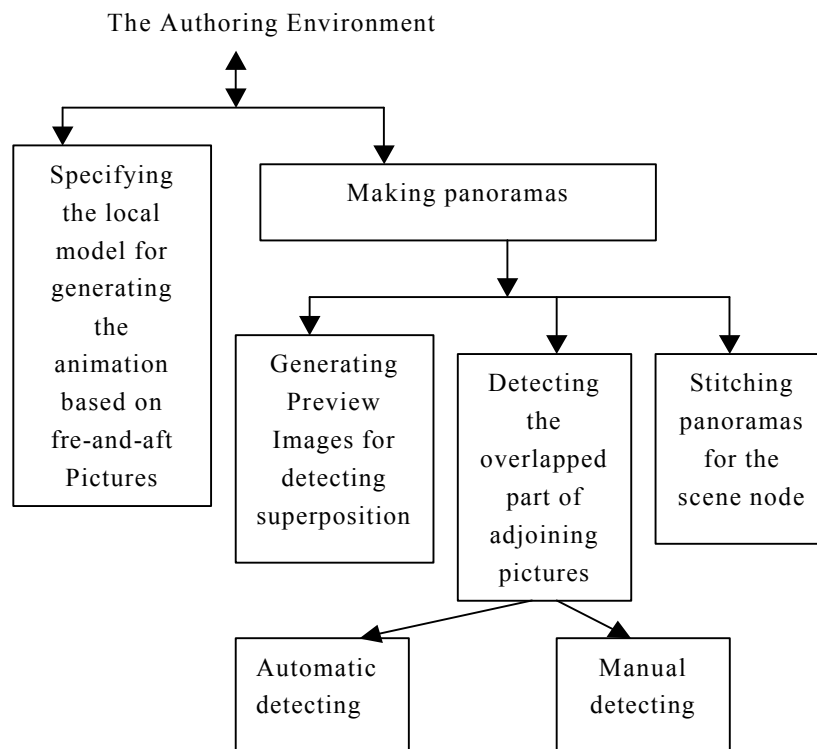 The Authoring Environment
Specifying
the local
model for
generating
the
animation
based on
fre-and-aft
Pictures
Making panoramas
Generating
Preview
Images for
detecting
superposition
Detecting
the
overlapped
part of
adjoining
pictures
Stitching
panoramas
for the
scene node
Automatic
detecting
Manual
detecting